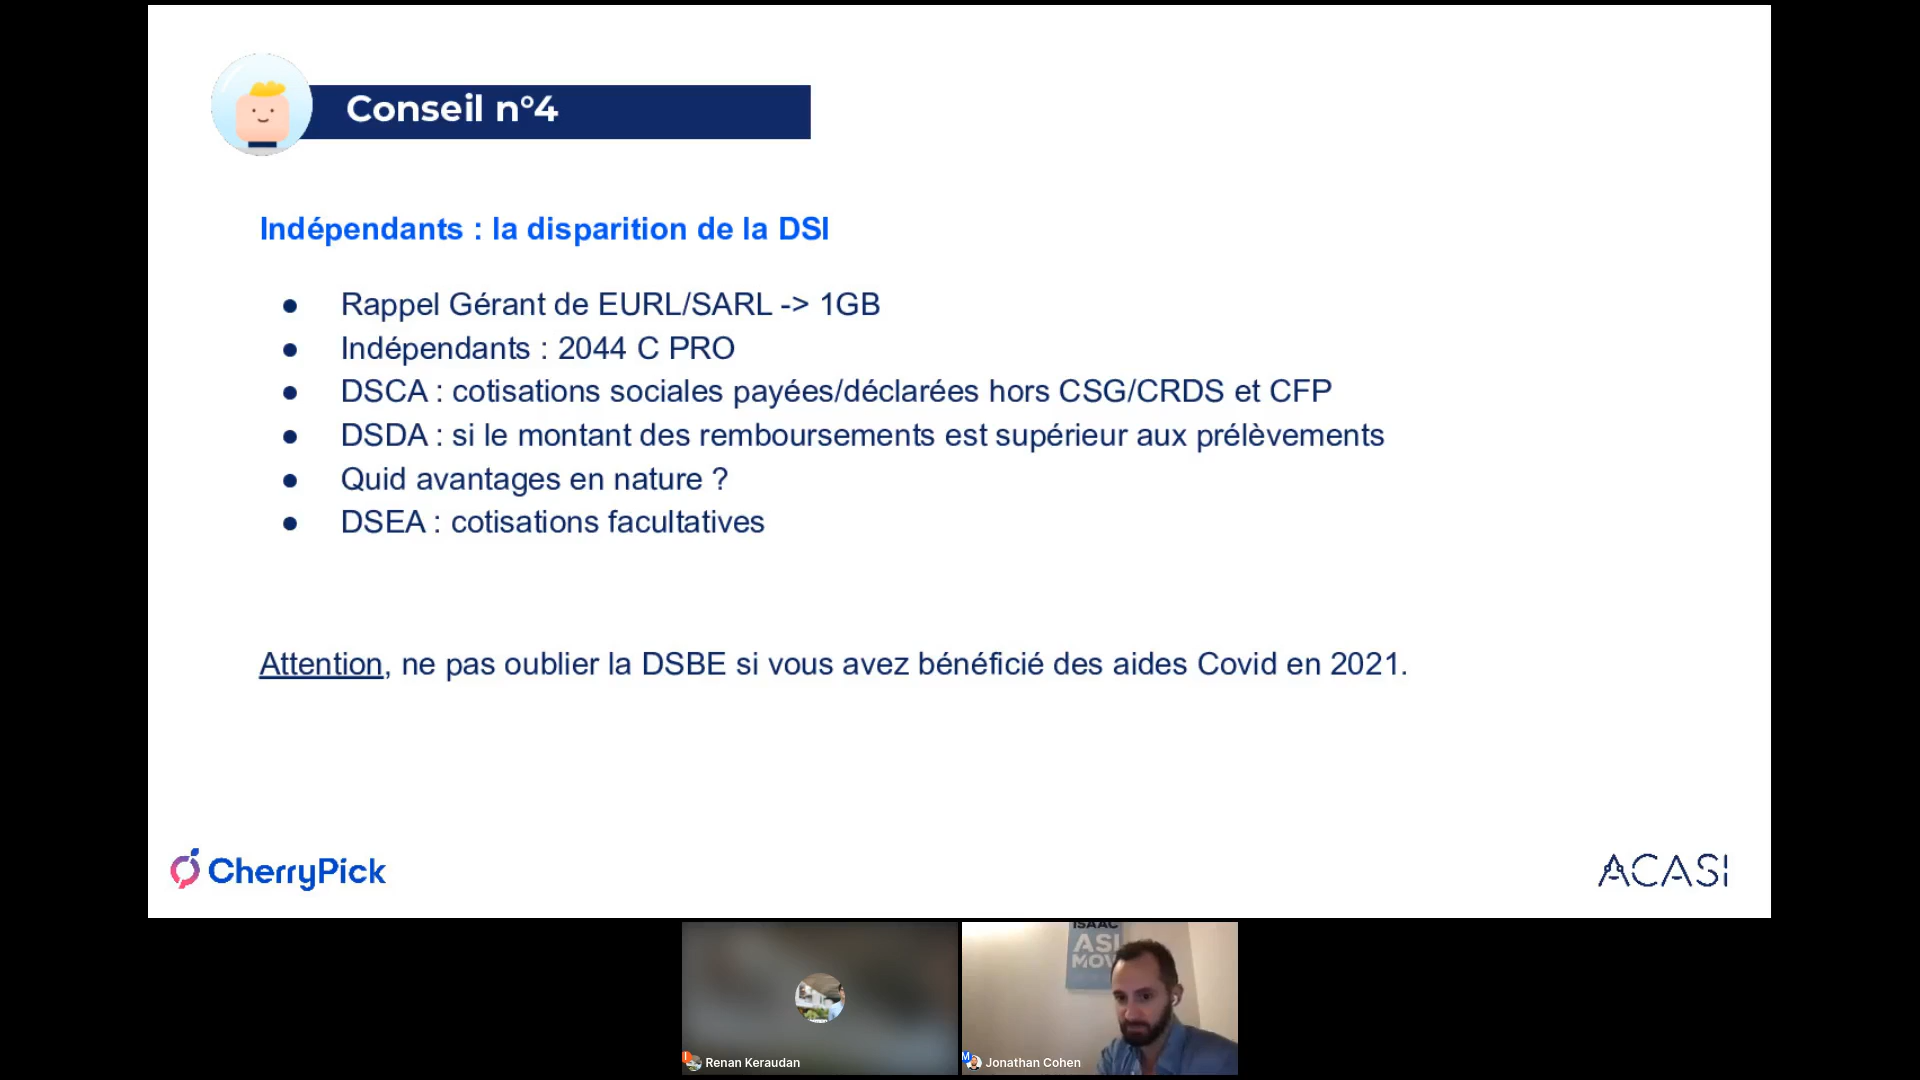 Conseil n°4
Indépendants : la disparition de la DSI
● Rappel Gérant de EURL/SARL -> 1GB
● Indépendants : 2044 C PRO
● DSCA : cotisations sociales payées/déclarées hors CSG/CRDS et CFP
● DSDA : si le montant des remboursements est supérieur aux prélèvements
● Quid avantages en nature ?
● DSEA : cotisations facultatives
Attention, ne pas oublier la DSBE si vous avez bénéficié des aides Covid en 2021.
CherryPick
ACASI
ISAAC
ASI
MOV
Renan Keraudan
Jonathan Cohen